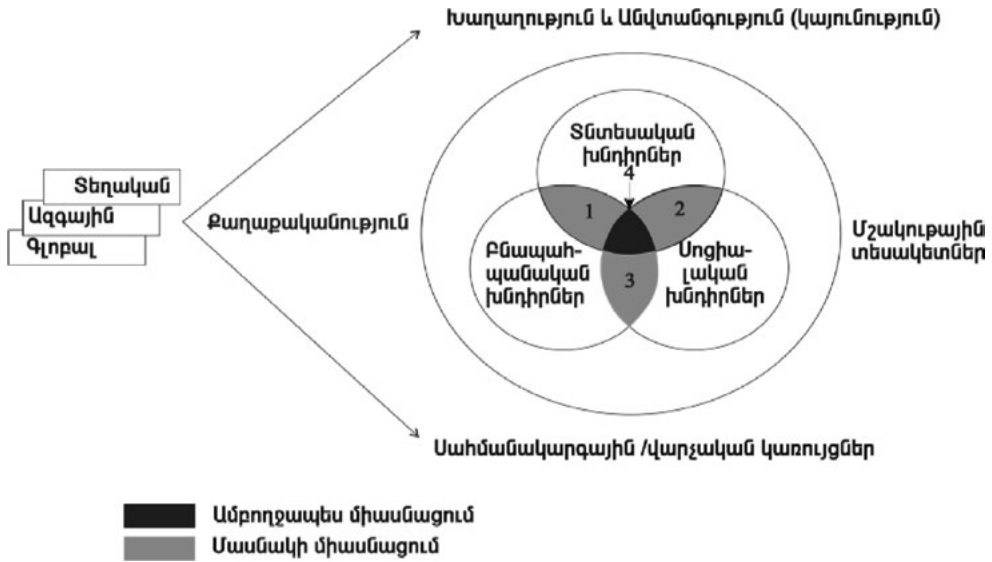 Խաղաղություն և Անվտանգություն (կայունություն)
Տնտեսական
խնդիրներ
4
Տեղական
Ազգային
Գլոբալ
Քաղաքականություն
1
2
Մշակութային
տեսակետներ
Բնապահ-
պանական
խնդիրներ
3
Սոցիա-
լական
խնդիրներ
Սահմանակարգային /վարչական կառույցներ
Ամբողջապես միասնացում
Մասնակի միասնացում